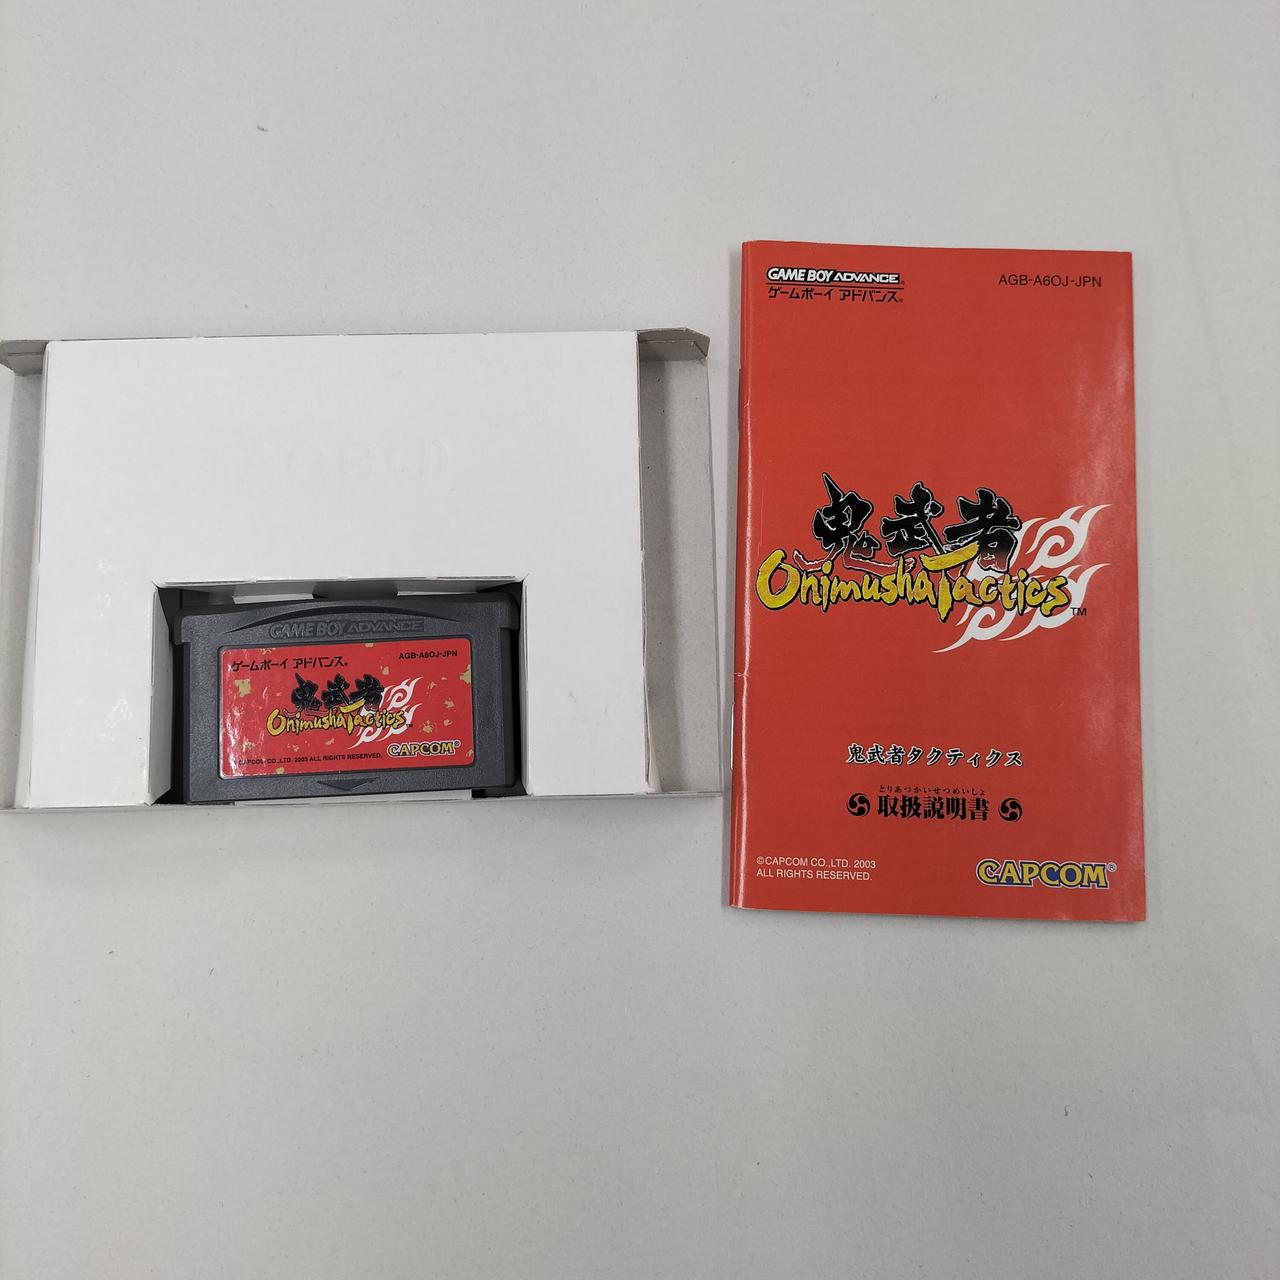 GAME BOY ADVANCE
ゲームボーイ アドバンス®
AGB-A6OJ-JPN
鬼武者
Onimusha Tactics™
CAPCOM®
CAPCOM CO.,LTD. 2003 ALL RIGHTS RESERVED.
GAME BOY ADVANCE®
ゲームボーイ アドバンス®
AGB-A6OJ-JPN
鬼武者
Onimusha Tactics™
鬼武者タクティクス
とりあつかいせつめいしょ
取扱説明書
©CAPCOM CO.,LTD. 2003
ALL RIGHTS RESERVED.
CAPCOM®